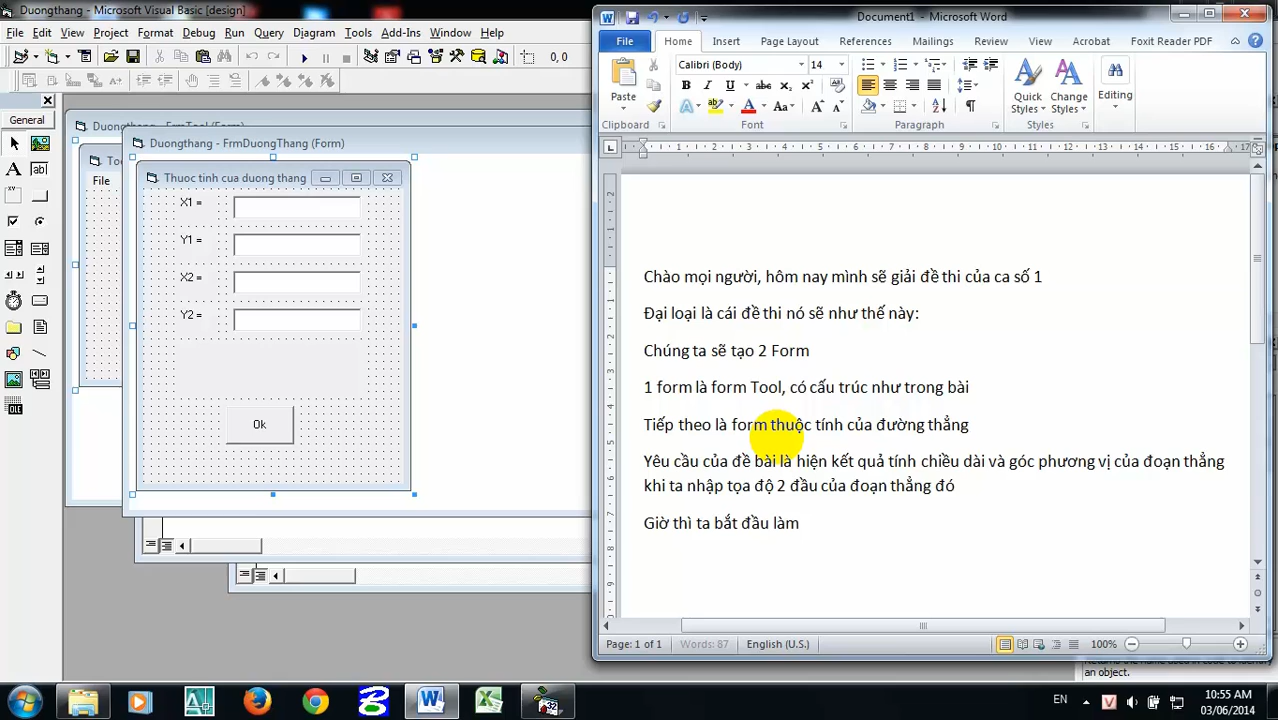 Duongthang - Microsoft Visual Basic [design]
File Edit View Project Format Debug Run Query Diagram Tools Add-Ins Window Help
0, 0
General
Duongthang - FrmTool (Form)
Duongthang - FrmDuongThang (Form)
File
Thuoc tinh cua duong thang
X1 =
Y1 =
X2 =
Y2 =
Ok
Document1 - Microsoft Word
File Home Insert Page Layout References Mailings Review View Acrobat Foxit Reader PDF
Calibri (Body) 14
Paste
Quick Styles
Change Styles
Editing
Clipboard Font Paragraph Styles
Chào mọi người, hôm nay mình sẽ giải đề thi của ca số 1
Đại loại là cái đề thi nó sẽ như thế này:
Chúng ta sẽ tạo 2 Form
1 form là form Tool, có cấu trúc như trong bài
Tiếp theo là form thuộc tính của đường thẳng
Yêu cầu của đề bài là hiện kết quả tính chiều dài và góc phương vị của đoạn thẳng
khi ta nhập tọa độ 2 đầu của đoạn thẳng đó
Giờ thì ta bắt đầu làm
Page: 1 of 1 Words: 87 English (U.S.) 100%
an object.
EN
10:55 AM
03/06/2014